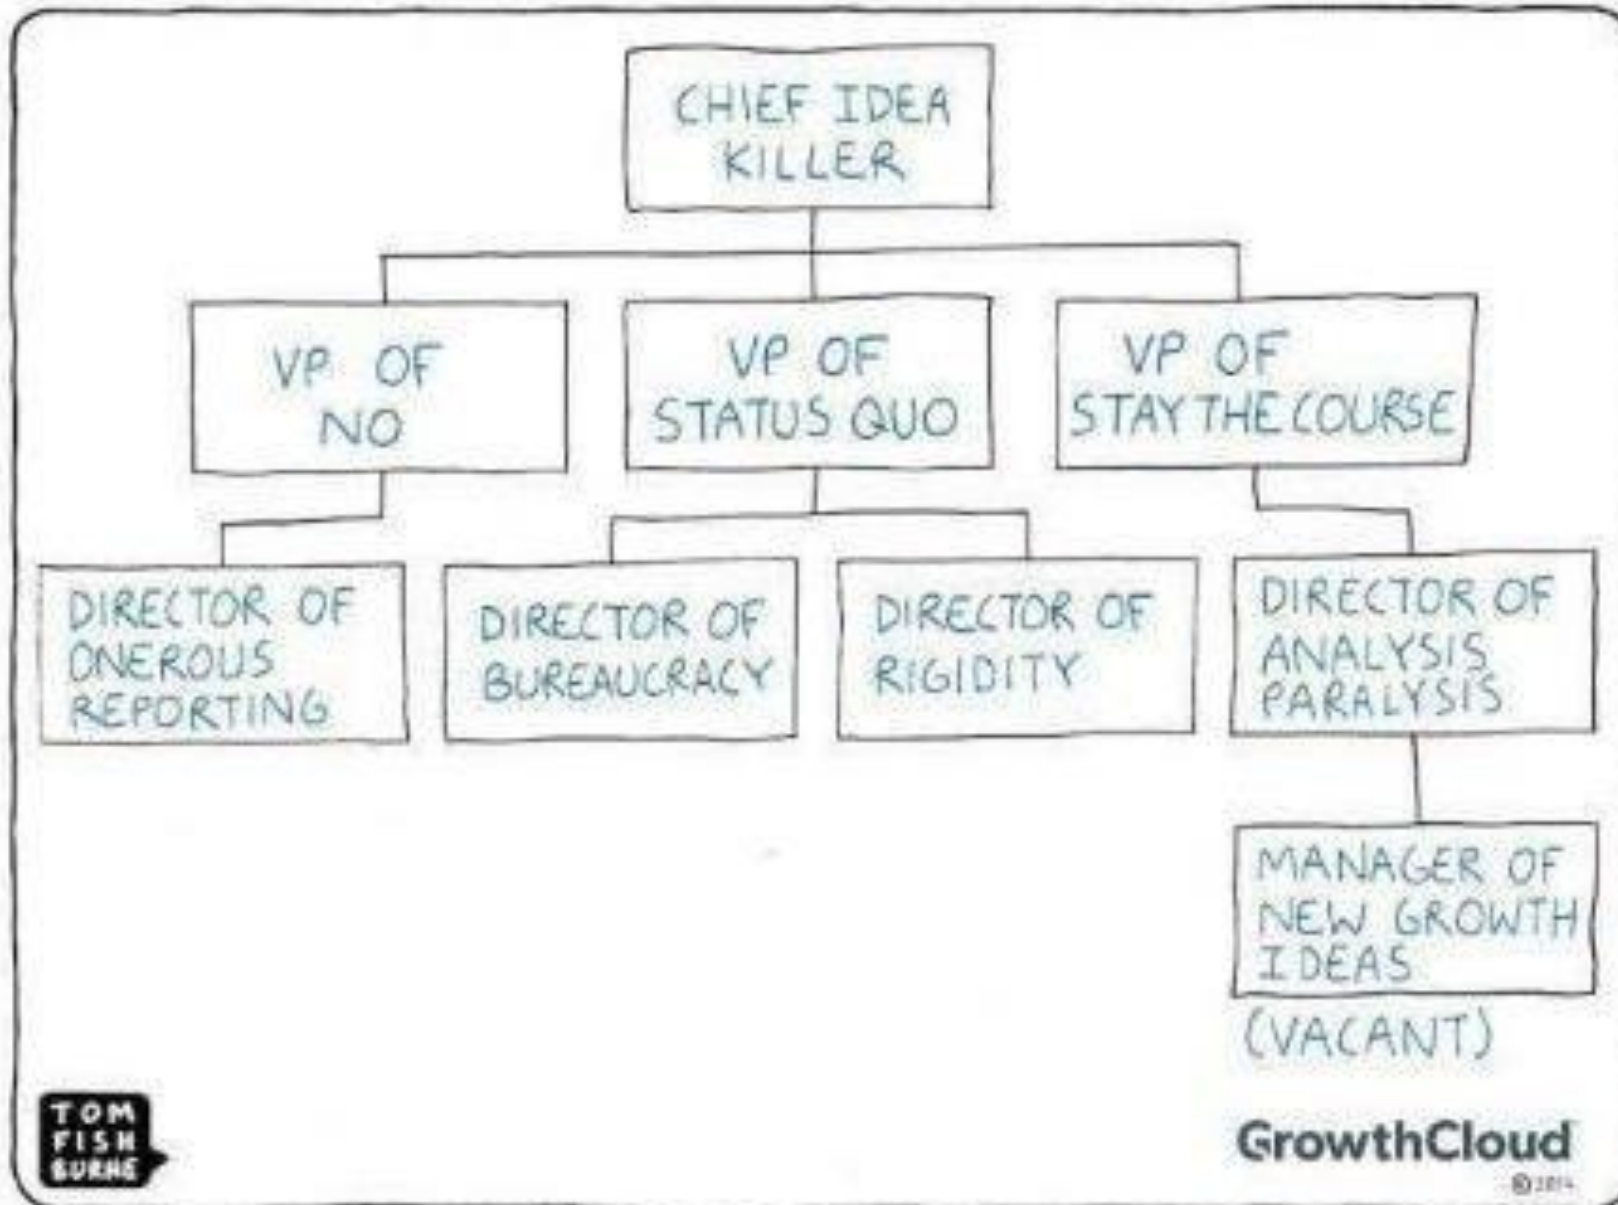 CHIEF IDEA
KILLER
VP OF
NO
VP OF
STATUS QUO
VP OF
STAY THE COURSE
DIRECTOR OF
ONEROUS
REPORTING
DIRECTOR OF
BUREAUCRACY
DIRECTOR OF
RIGIDITY
DIRECTOR OF
ANALYSIS
PARALYSIS
MANAGER OF
NEW GROWTH
IDEAS
(VACANT)
TOM
FISH
BURNE
GrowthCloud
© 2014